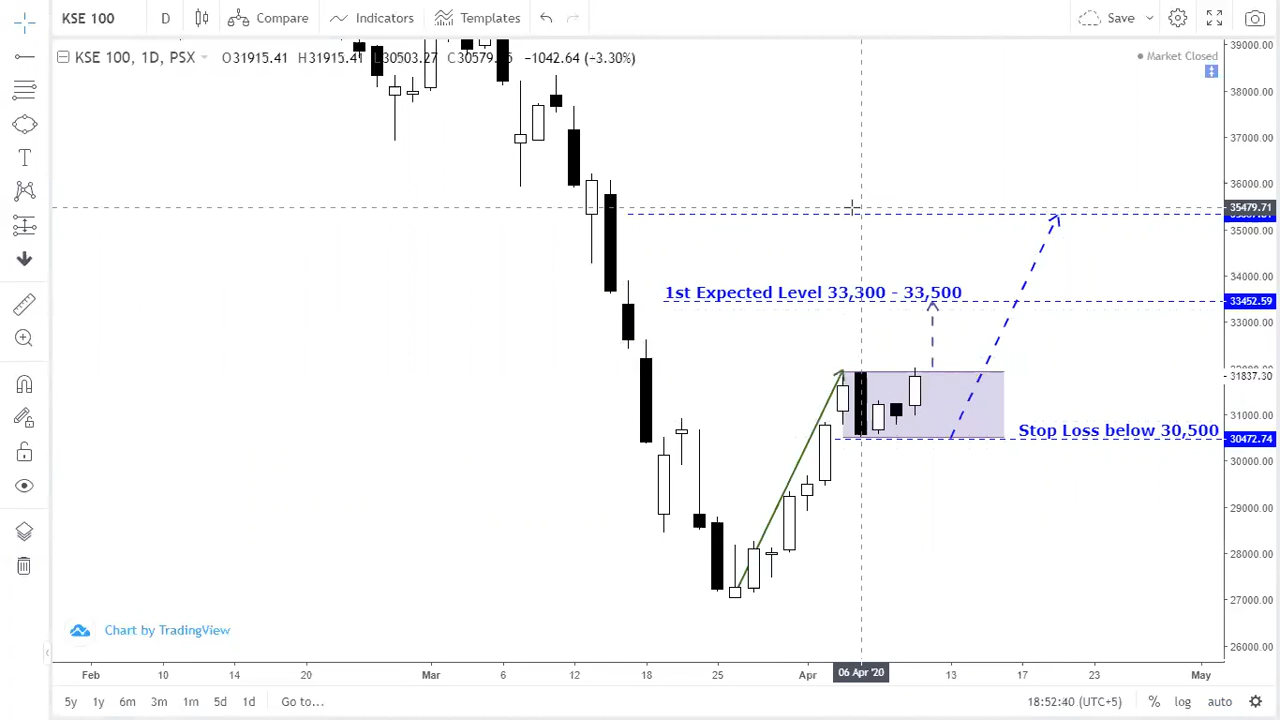 KSE 100 D Compare Indicators Templates Save
KSE 100, 1D, PSX O31915.41 H31915.41 L30503.27 C30579. −1042.64 (−3.30%)
Market Closed
39000.00
38000.00
37000.00
36000.00
35479.71
35000.00
34000.00
1st Expected Level 33,300 - 33,500
33452.59
33000.00
31837.30
31000.00
Stop Loss below 30,500
30472.74
30000.00
29000.00
28000.00
27000.00
26000.00
Chart by TradingView
Feb 10 14 20 Mar 6 12 18 25 Apr 06 Apr '20 13 17 23 May
5y 1y 6m 3m 1m 5d 1d Go to... 18:52:40 (UTC+5) % log auto